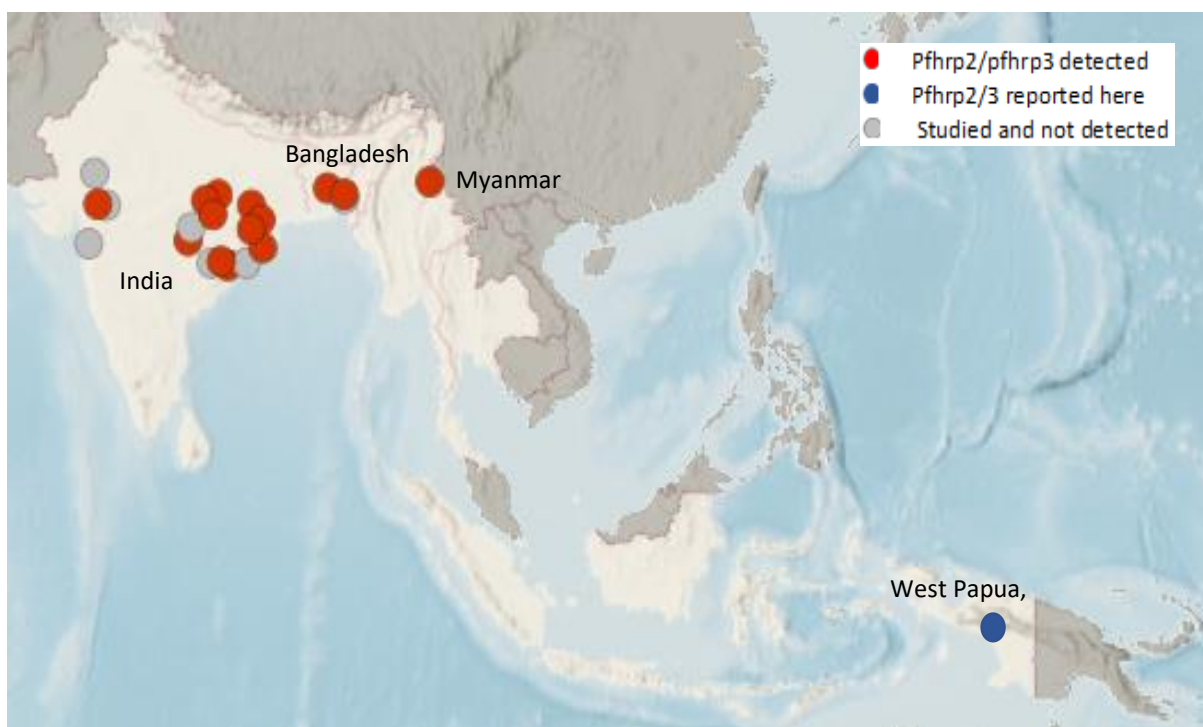 Pfhrp2/pfhrp3 detected
Pfhrp2/3 reported here
Studied and not detected
Bangladesh
Myanmar
India
West Papua,